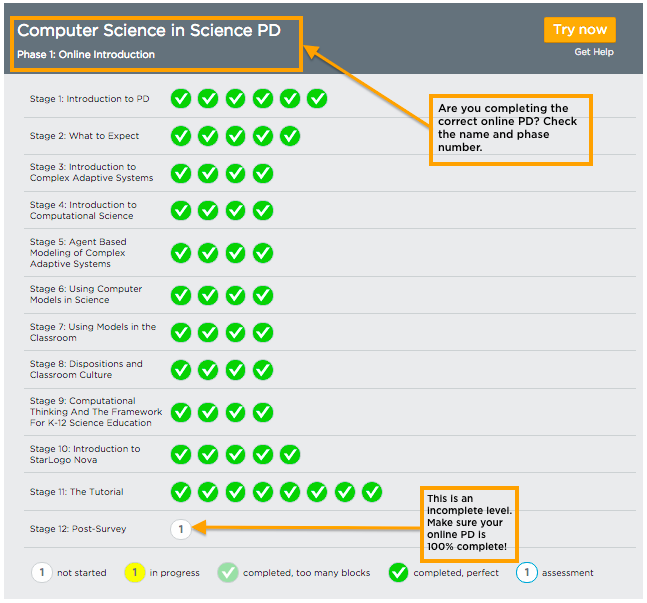 Computer Science in Science PD
Try now
Phase 1: Online Introduction
Get Help
Are you completing the
correct online PD? Check
the name and phase
number.
Stage 1: Introduction to PD
Stage 2: What to Expect
Stage 3: Introduction to
Complex Adaptive Systems
Stage 4: Introduction to
Computational Science
Stage 5: Agent Based
Modeling of Complex
Adaptive Systems
Stage 6: Using Computer
Models in Science
Stage 7: Using Models in the
Classroom
Stage 8: Dispositions and
Classroom Culture
Stage 9: Computational
Thinking And The Framework
For K-12 Science Education
Stage 10: Introduction to
StarLogo Nova
Stage 11: The Tutorial
Stage 12: Post-Survey
1
This is an
incomplete level.
Make sure your
online PD is
100% complete!
1 not started
1 in progress
completed, too many blocks
completed, perfect
1 assessment